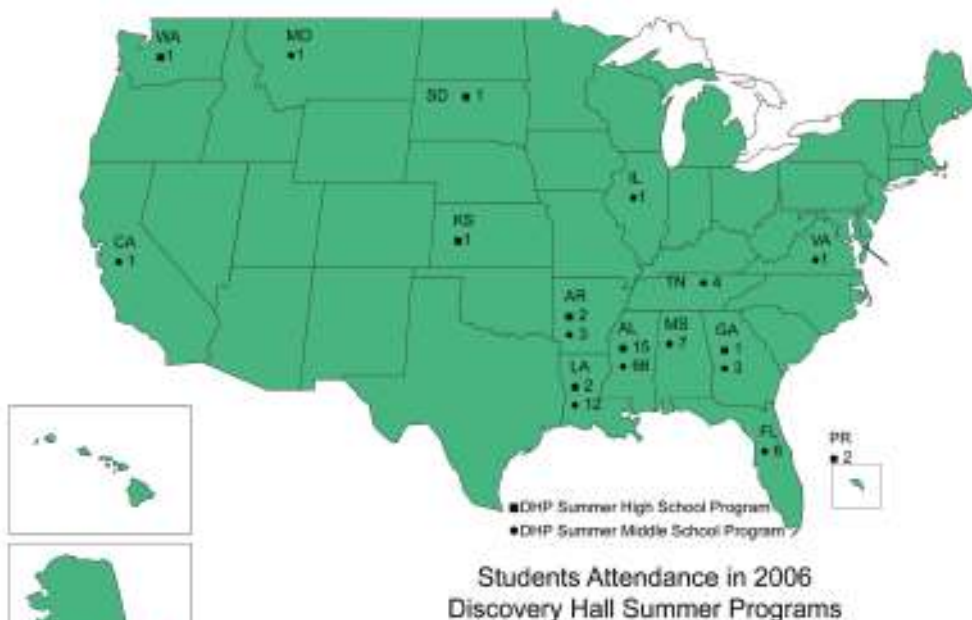 WA
■ 1
MO
● 1
SD ■ 1
IL
● 1
KS
■ 1
CA
● 1
VA
● 1
TN ● 4
AR
■ 2
● 3
AL
■ 15
● 68
MS
● 7
GA
■ 1
● 3
LA
■ 2
● 12
FL
● 6
PR
■ 2
■ DHP Summer High School Program
● DHP Summer Middle School Program
Students Attendance in 2006
Discovery Hall Summer Programs